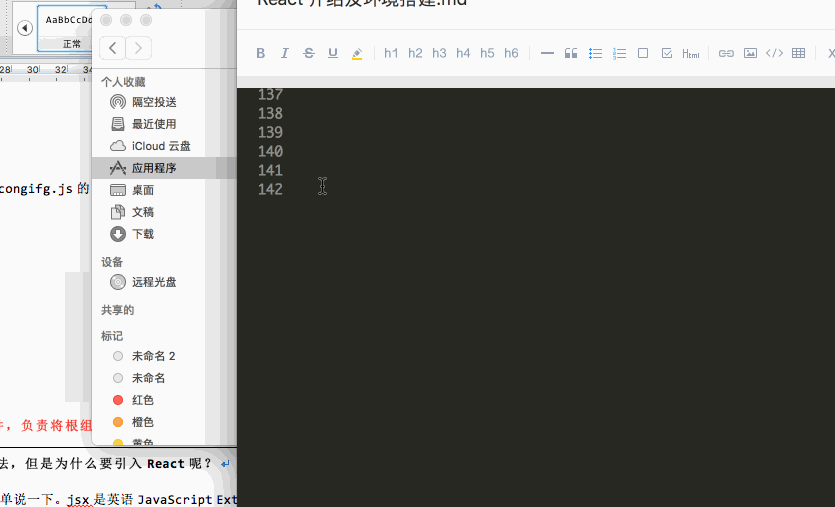 React 介绍及环境搭建.md
AaBbCcDd
正常
B I S U h1 h2 h3 h4 h5 h6 Html
28 30 32 34
个人收藏
隔空投送
最近使用
iCloud 云盘
应用程序
桌面
文稿
下载
设备
远程光盘
共享的
标记
未命名 2
未命名
红色
橙色
黄色
congifg.js 的
，负责将根组
法，但是为什么要引入 React 呢？
单说一下。jsx 是英语 JavaScript Ext
137
138
139
140
141
142